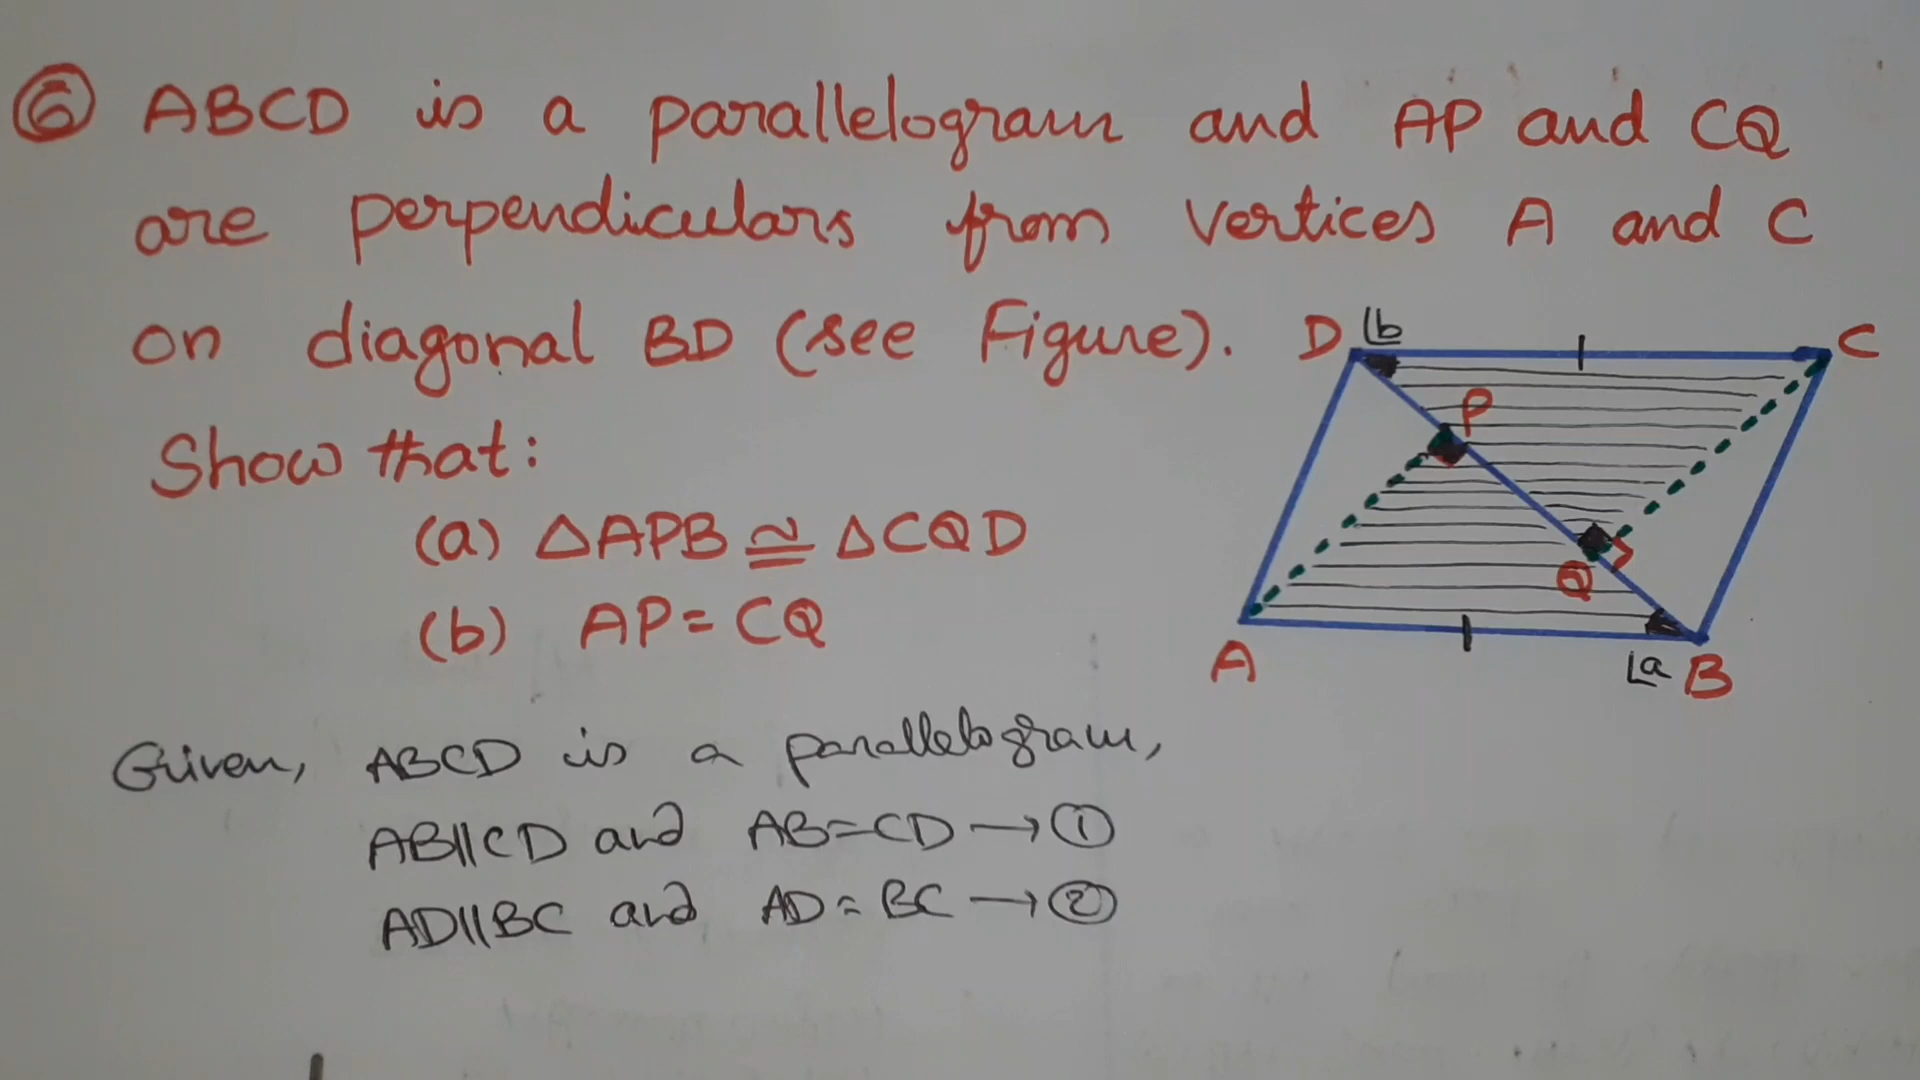 6 ABCD is a parallelogram and AP and CQ
are perpendiculars from vertices A and C
on diagonal BD (see Figure).
Show that:
(a) △APB ≅ △CQD
(b) AP = CQ
D ∠b C
P
Q
A ∠a B
Given, ABCD is a parallelogram,
AB||CD and AB=CD → ①
AD||BC and AD = BC → ②